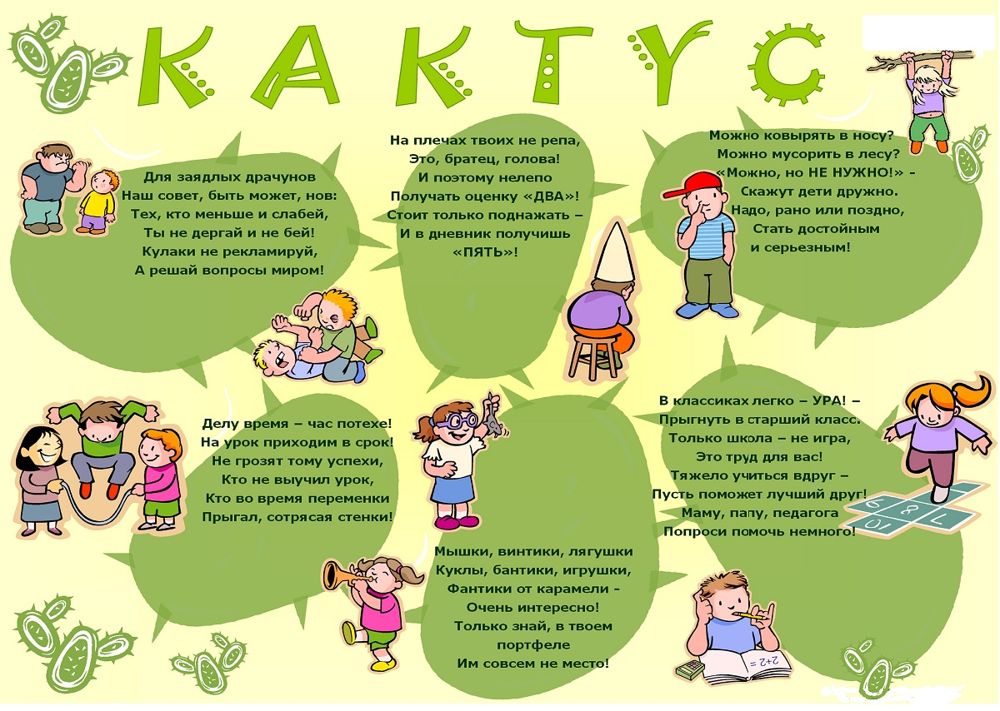 КАКТУС
Для заядлых драчунов
Наш совет, быть может, нов:
Тех, кто меньше и слабей,
Ты не дергай и не бей!
Кулаки не рекламируй,
А решай вопросы миром!
На плечах твоих не репа,
Это, братец, голова!
И поэтому нелепо
Получать оценку «ДВА»!
Стоит только поднажать –
И в дневник получишь
«ПЯТЬ»!
Можно ковырять в носу?
Можно мусорить в лесу?
«Можно, но НЕ НУЖНО!» -
Скажут дети дружно.
Надо, рано или поздно,
Стать достойным
и серьезным!
Делу время – час потехе!
На урок приходим в срок!
Не грозят тому успехи,
Кто не выучил урок,
Кто во время переменки
Прыгал, сотрясая стенки!
Мышки, винтики, лягушки
Куклы, бантики, игрушки,
Фантики от карамели -
Очень интересно!
Только знай, в твоем
портфеле
Им совсем не место!
В классиках легко – УРА! –
Прыгнуть в старший класс.
Только школа – не игра,
Это труд для вас!
Тяжело учиться вдруг –
Пусть поможет лучший друг!
Маму, папу, педагога
Попроси помочь немного!
9
8
10
7
2+2 =